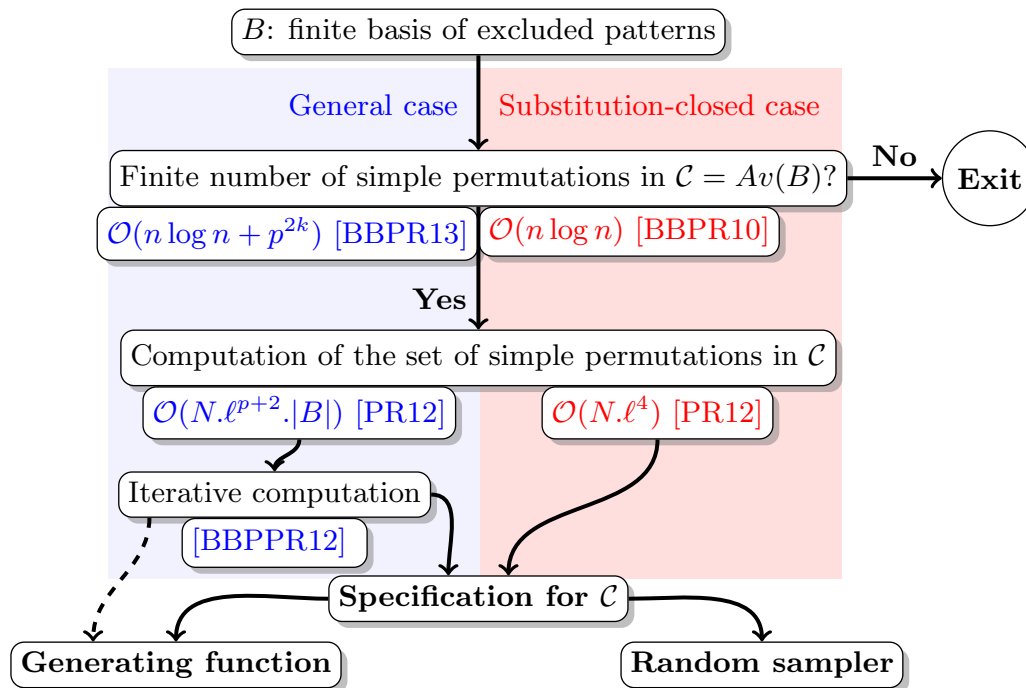 B: finite basis of excluded patterns
General case
Substitution-closed case
Finite number of simple permutations in 𝒞 = Av(B)?
No
Exit
𝒪(n log n + p^{2k}) [BBPR13]
𝒪(n log n) [BBPR10]
Yes
Computation of the set of simple permutations in 𝒞
𝒪(N.ℓ^{p+2}.|B|) [PR12]
𝒪(N.ℓ^4) [PR12]
Iterative computation
[BBPPR12]
Specification for 𝒞
Generating function
Random sampler